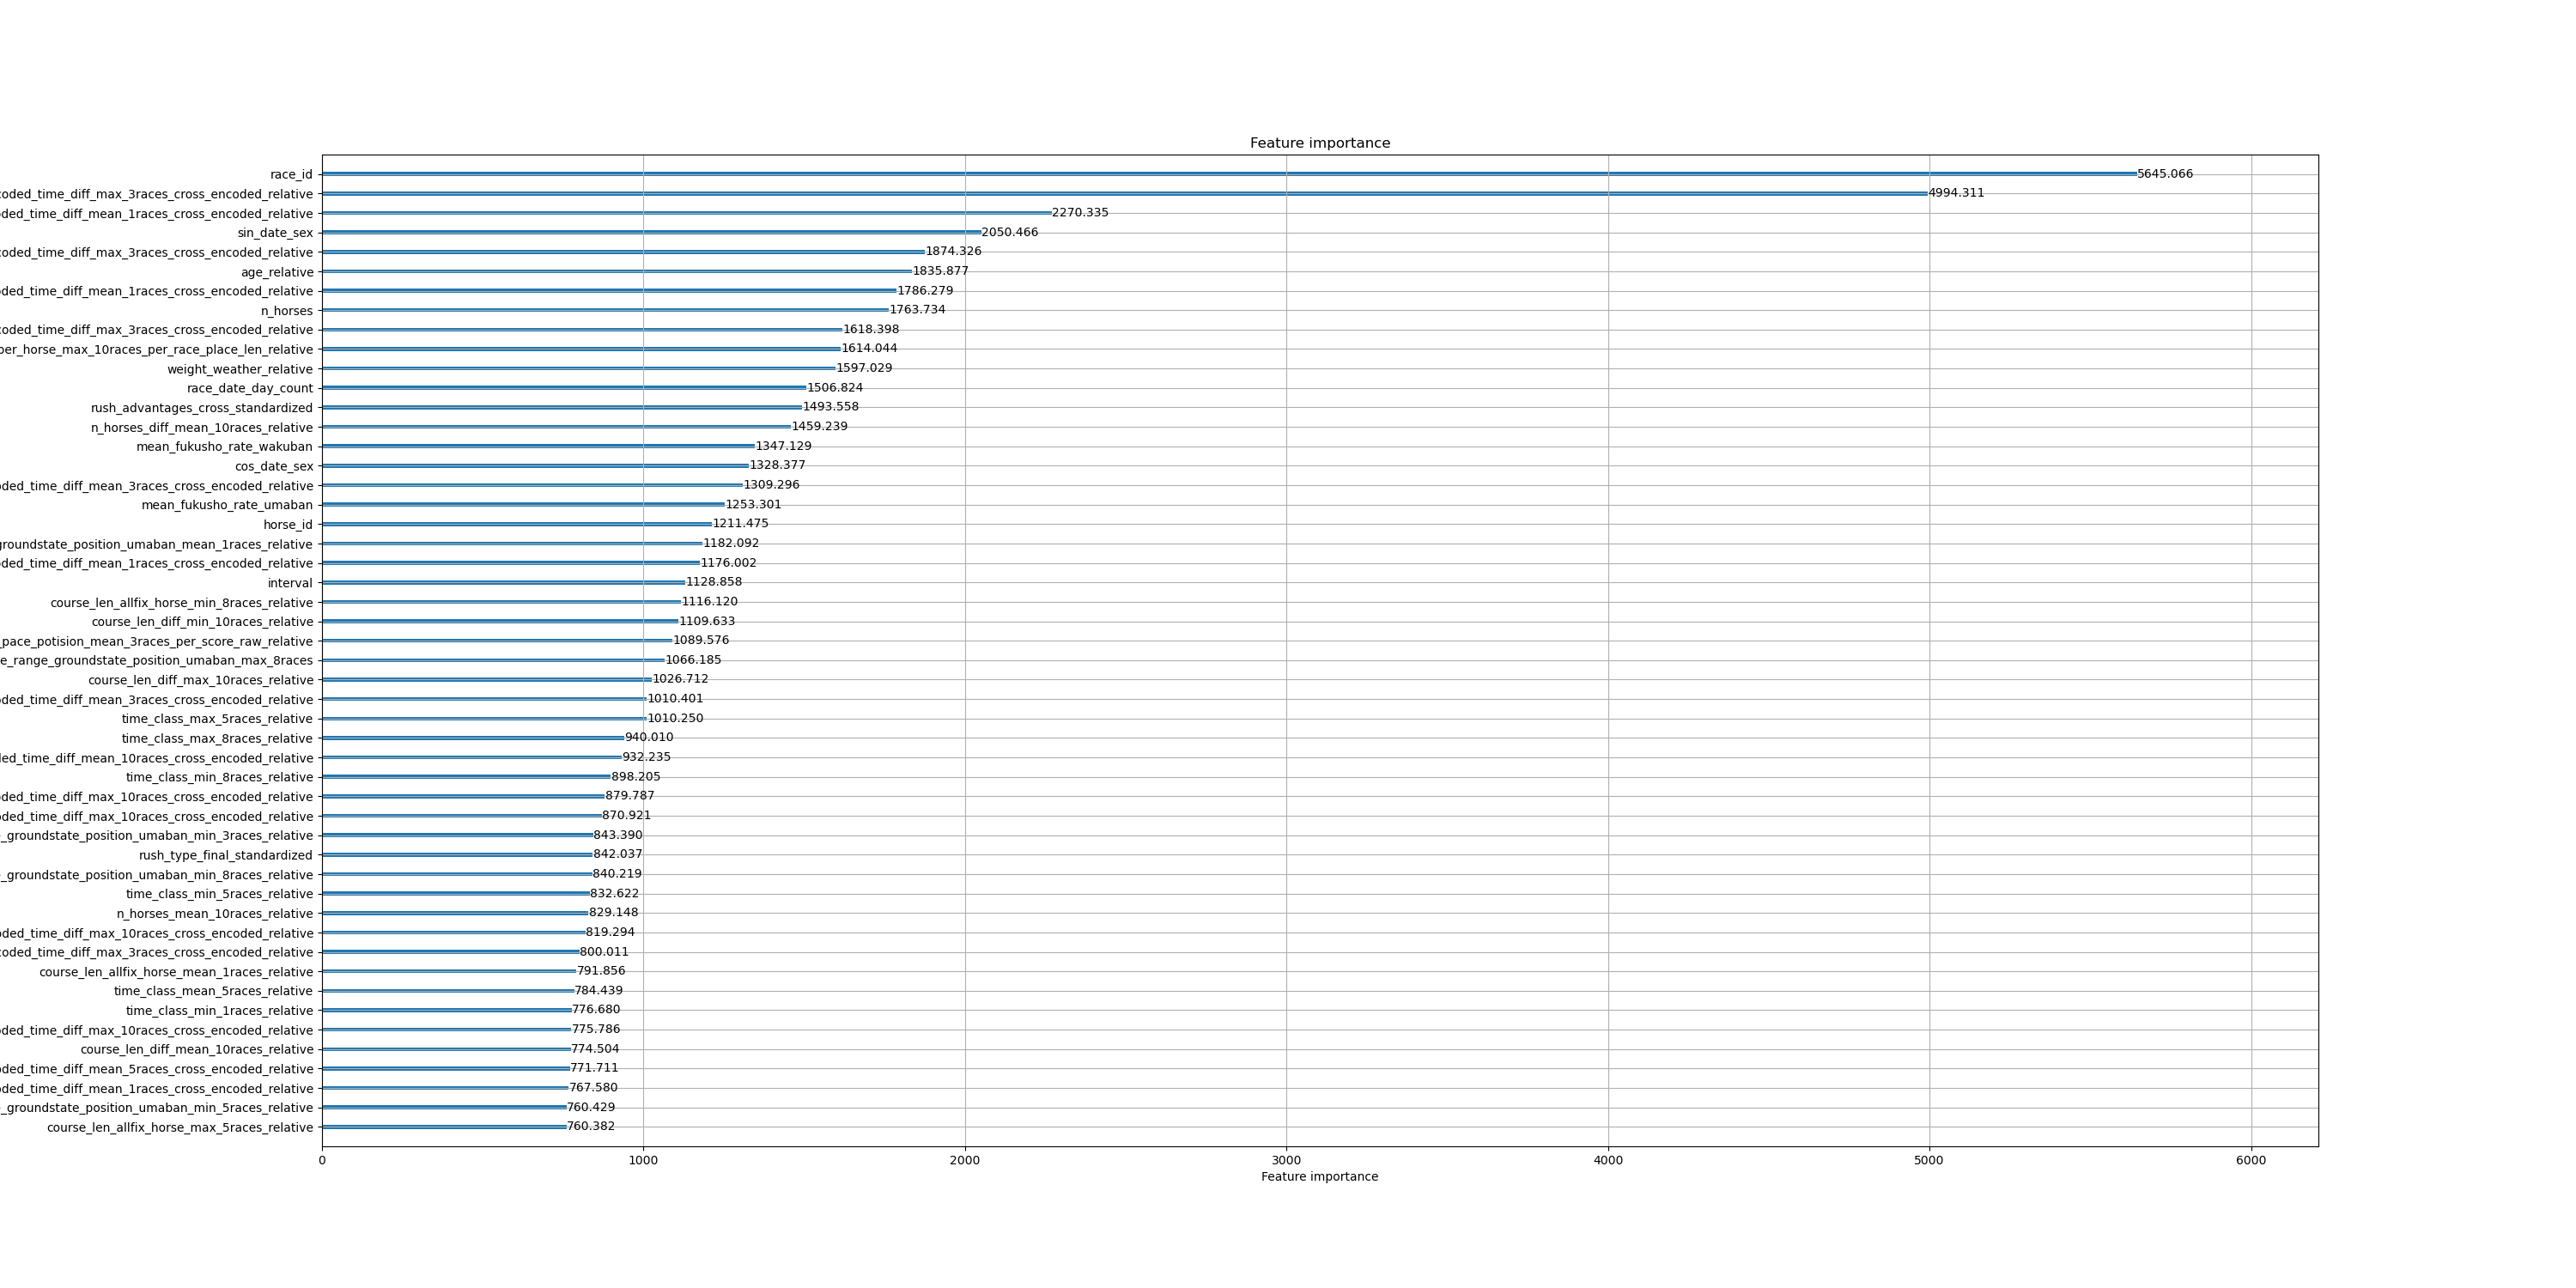 Feature importance
race_id 5645.066
coded_time_diff_max_3races_cross_encoded_relative 4994.311
ded_time_diff_mean_1races_cross_encoded_relative 2270.335
sin_date_sex 2050.466
coded_time_diff_max_3races_cross_encoded_relative 1874.326
age_relative 1835.877
ded_time_diff_mean_1races_cross_encoded_relative 1786.279
n_horses 1763.734
coded_time_diff_max_3races_cross_encoded_relative 1618.398
per_horse_max_10races_per_race_place_len_relative 1614.044
weight_weather_relative 1597.029
race_date_day_count 1506.824
rush_advantages_cross_standardized 1493.558
n_horses_diff_mean_10races_relative 1459.239
mean_fukusho_rate_wakuban 1347.129
cos_date_sex 1328.377
ded_time_diff_mean_3races_cross_encoded_relative 1309.296
mean_fukusho_rate_umaban 1253.301
horse_id 1211.475
groundstate_position_umaban_mean_1races_relative 1182.092
ded_time_diff_mean_1races_cross_encoded_relative 1176.002
interval 1128.858
course_len_allfix_horse_min_8races_relative 1116.120
course_len_diff_min_10races_relative 1109.633
_pace_potision_mean_3races_per_score_raw_relative 1089.576
e_range_groundstate_position_umaban_max_8races 1066.185
course_len_diff_max_10races_relative 1026.712
ded_time_diff_mean_3races_cross_encoded_relative 1010.401
time_class_max_5races_relative 1010.250
time_class_max_8races_relative 940.010
led_time_diff_mean_10races_cross_encoded_relative 932.235
time_class_min_8races_relative 898.205
ded_time_diff_max_10races_cross_encoded_relative 879.787
ded_time_diff_max_10races_cross_encoded_relative 870.921
_groundstate_position_umaban_min_3races_relative 843.390
rush_type_final_standardized 842.037
_groundstate_position_umaban_min_8races_relative 840.219
time_class_min_5races_relative 832.622
n_horses_mean_10races_relative 829.148
ded_time_diff_max_10races_cross_encoded_relative 819.294
coded_time_diff_max_3races_cross_encoded_relative 800.011
course_len_allfix_horse_mean_1races_relative 791.856
time_class_mean_5races_relative 784.439
time_class_min_1races_relative 776.680
ded_time_diff_max_10races_cross_encoded_relative 775.786
course_len_diff_mean_10races_relative 774.504
ded_time_diff_mean_5races_cross_encoded_relative 771.711
ded_time_diff_mean_1races_cross_encoded_relative 767.580
_groundstate_position_umaban_min_5races_relative 760.429
course_len_allfix_horse_max_5races_relative 760.382
0 1000 2000 3000 4000 5000 6000
Feature importance